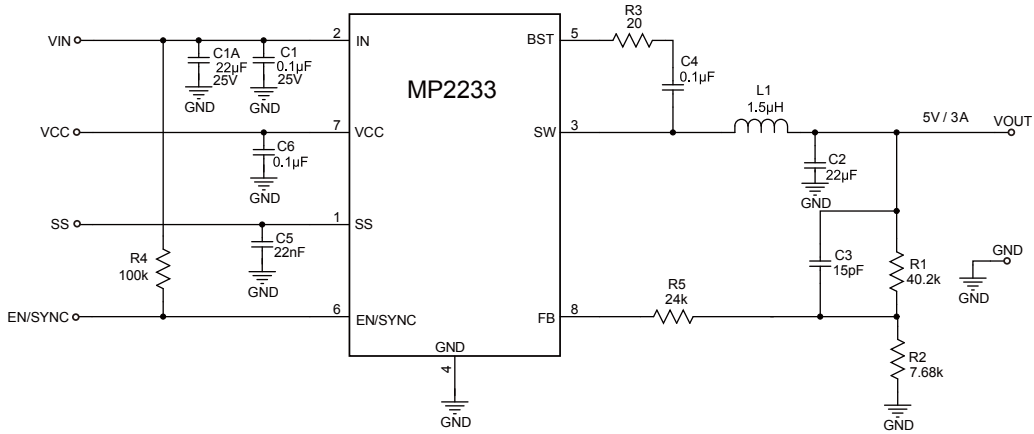 VIN
C1A
22µF
25V
GND
C1
0.1µF
25V
GND
2
IN
VCC
C6
0.1µF
GND
7
VCC
SS
C5
22nF
GND
1
SS
R4
100k
EN/SYNC
6
EN/SYNC
MP2233
GND
4
GND
BST
5
R3
20
C4
0.1µF
SW
3
L1
1.5µH
5V / 3A
VOUT
C2
22µF
GND
C3
15pF
R1
40.2k
GND
GND
FB
8
R5
24k
R2
7.68k
GND